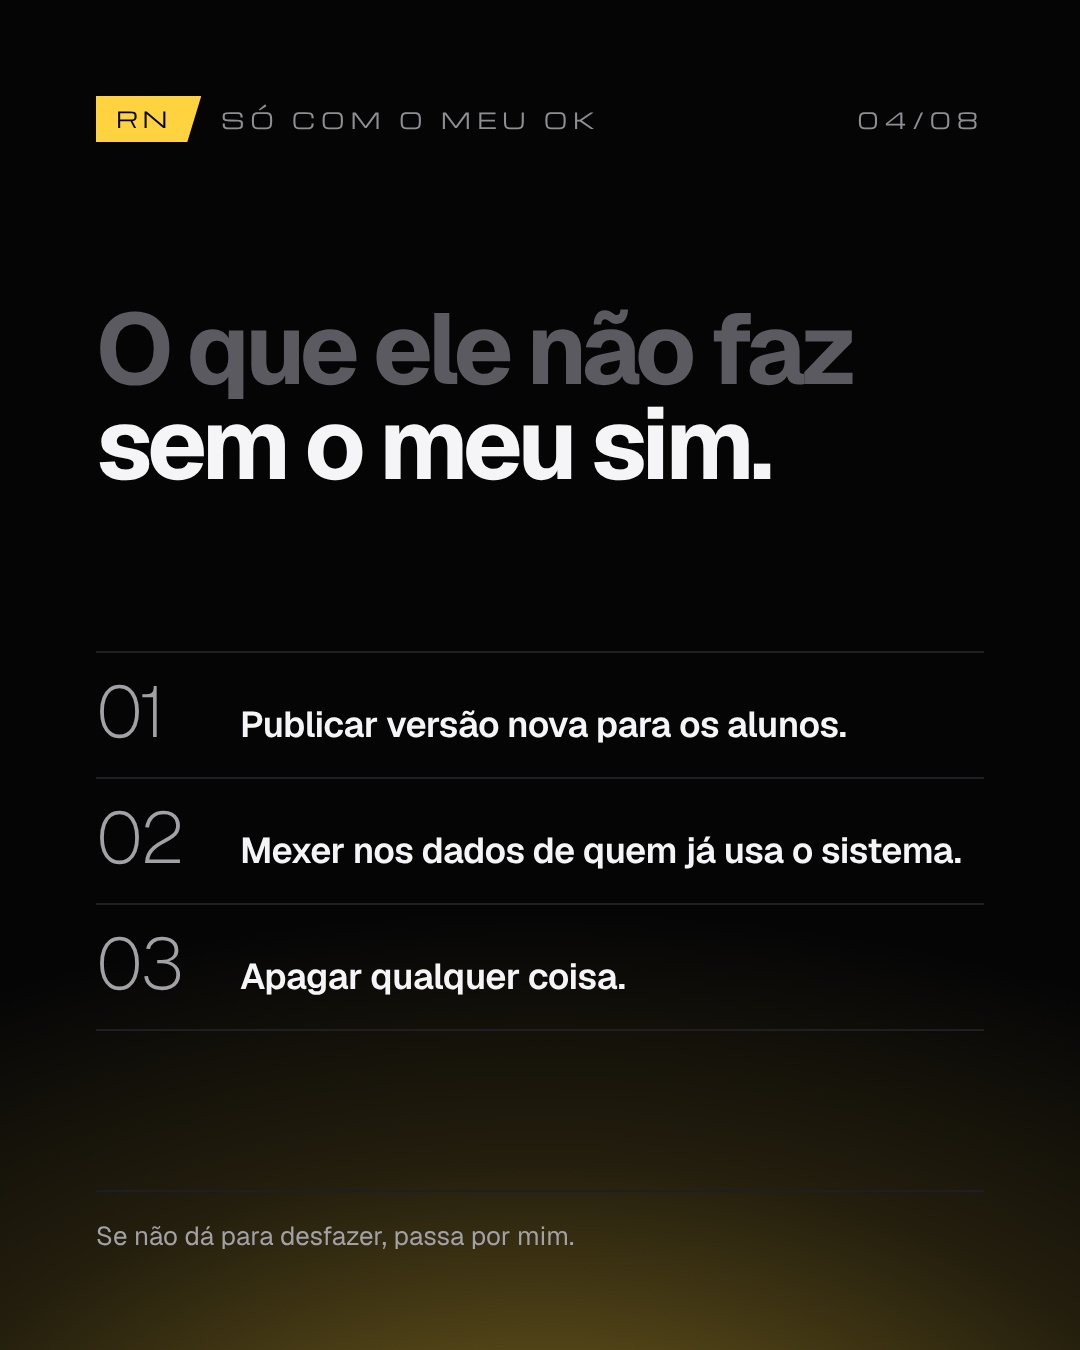 RN SÓ COM O MEU OK 04/08
O que ele não faz
sem o meu sim.
01 Publicar versão nova para os alunos.
02 Mexer nos dados de quem já usa o sistema.
03 Apagar qualquer coisa.
Se não dá para desfazer, passa por mim.